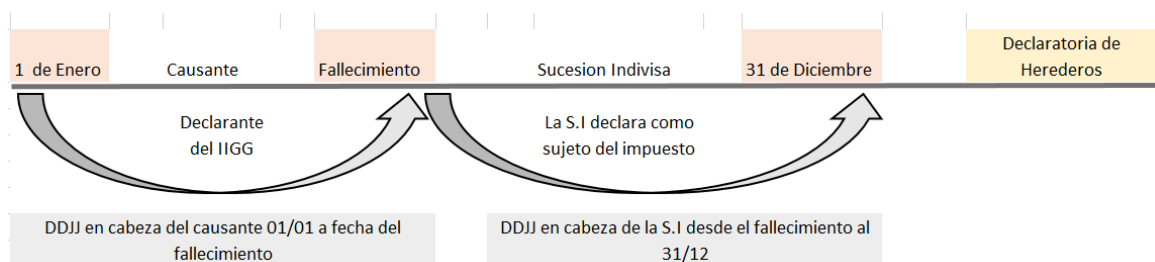 1 de Enero
Causante
Fallecimiento
Sucesion Indivisa
31 de Diciembre
Declaratoria de
Herederos
Declarante
del IIGG
La S.I declara como
sujeto del impuesto
DDJJ en cabeza del causante 01/01 a fecha del
fallecimiento
DDJJ en cabeza de la S.I desde el fallecimiento al
31/12